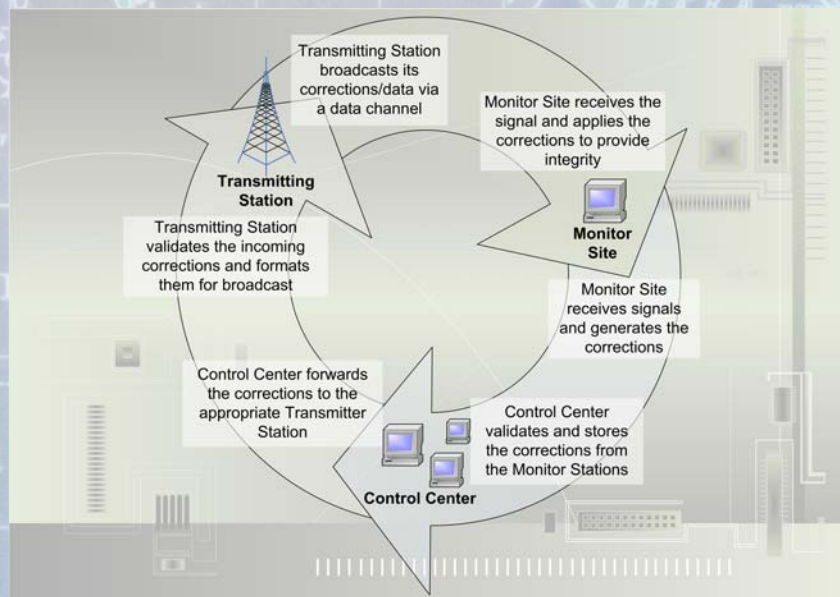 Transmitting Station
broadcasts its
corrections/data via
a data channel
Monitor Site receives the
signal and applies the
corrections to provide
integrity
Transmitting
Station
Monitor
Site
Transmitting Station
validates the incoming
corrections and formats
them for broadcast
Monitor Site
receives signals
and generates the
corrections
Control Center forwards
the corrections to the
appropriate Transmitter
Station
Control Center
validates and stores
the corrections from
the Monitor Stations
Control Center